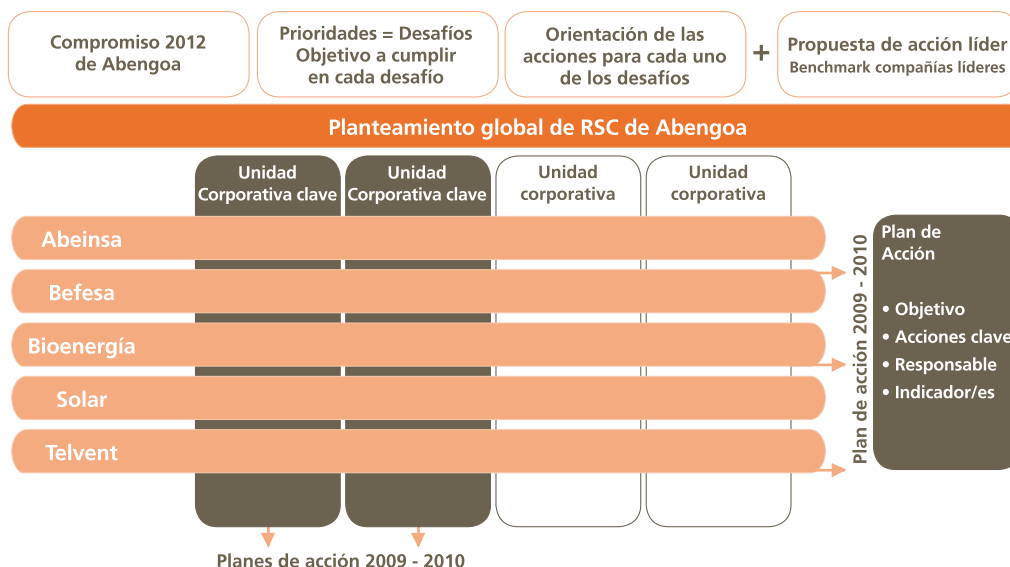 Compromiso 2012
de Abengoa
Prioridades = Desafíos
Objetivo a cumplir
en cada desafío
Orientación de las
acciones para cada uno
de los desafíos
+
Propuesta de acción líder
Benchmark compañías líderes
Planteamiento global de RSC de Abengoa
Unidad
Corporativa clave
Unidad
Corporativa clave
Unidad
corporativa
Unidad
corporativa
Abeinsa
Befesa
Bioenergía
Solar
Telvent
Plan de acción 2009 - 2010
Plan de
Acción
• Objetivo
• Acciones clave
• Responsable
• Indicador/es
Planes de acción 2009 - 2010